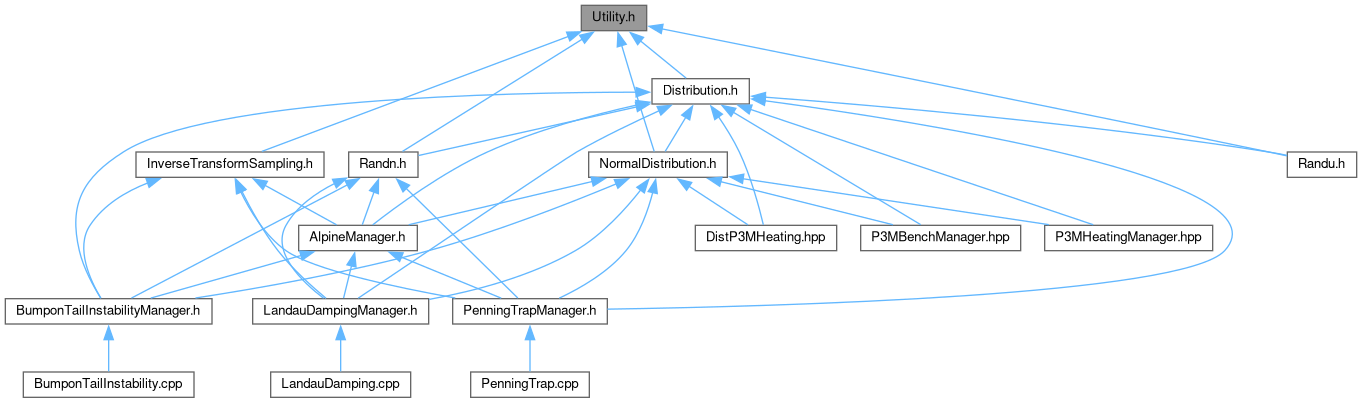 Utility.h
Distribution.h
InverseTransformSampling.h
Randn.h
NormalDistribution.h
Randu.h
AlpineManager.h
DistP3MHeating.hpp
P3MBenchManager.hpp
P3MHeatingManager.hpp
BumponTailInstabilityManager.h
LandauDampingManager.h
PenningTrapManager.h
BumponTailInstability.cpp
LandauDamping.cpp
PenningTrap.cpp